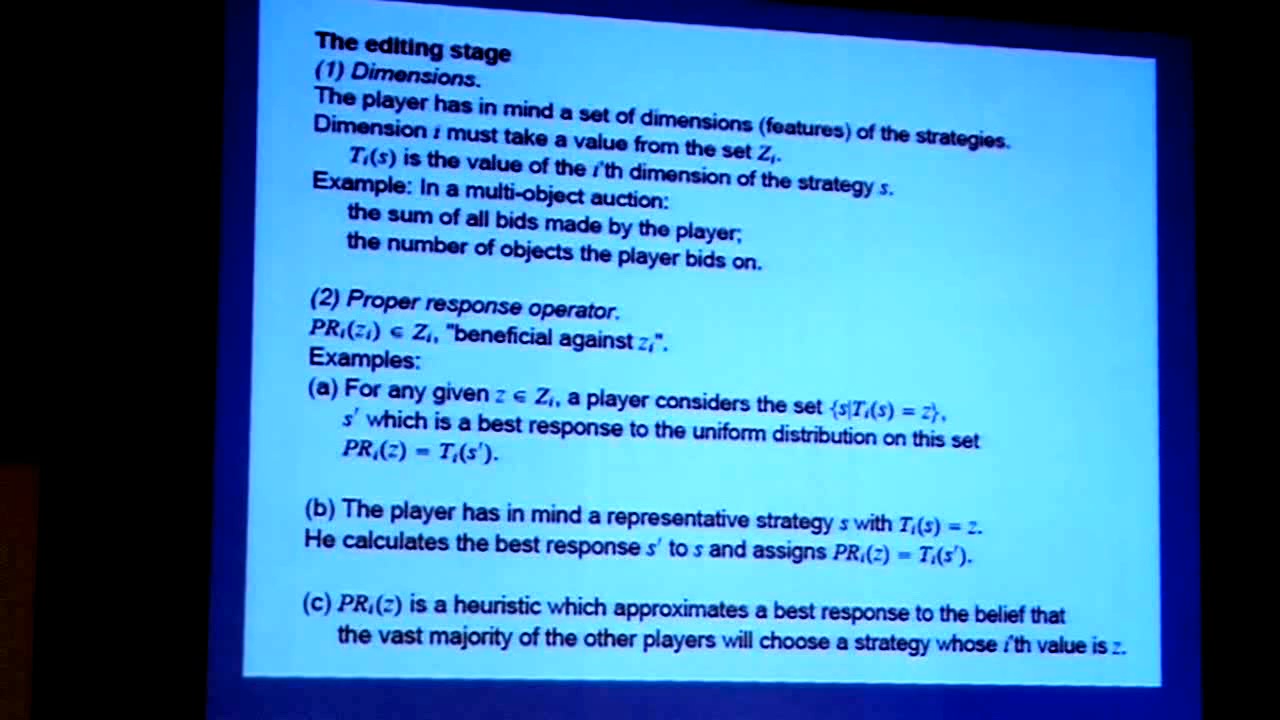 The editing stage
(1) Dimensions.
The player has in mind a set of dimensions (features) of the strategies.
Dimension i must take a value from the set Zᵢ.
Tᵢ(s) is the value of the i'th dimension of the strategy s.
Example: In a multi-object auction:
the sum of all bids made by the player;
the number of objects the player bids on.
(2) Proper response operator.
PRᵢ(zᵢ) ∈ Zᵢ, "beneficial against zᵢ".
Examples:
(a) For any given z ∈ Zᵢ, a player considers the set {s|Tᵢ(s) = z},
s′ which is a best response to the uniform distribution on this set
PRᵢ(z) = Tᵢ(s′).
(b) The player has in mind a representative strategy s with Tᵢ(s) = z.
He calculates the best response s′ to s and assigns PRᵢ(z) = Tᵢ(s′).
(c) PRᵢ(z) is a heuristic which approximates a best response to the belief that
the vast majority of the other players will choose a strategy whose i'th value is z.